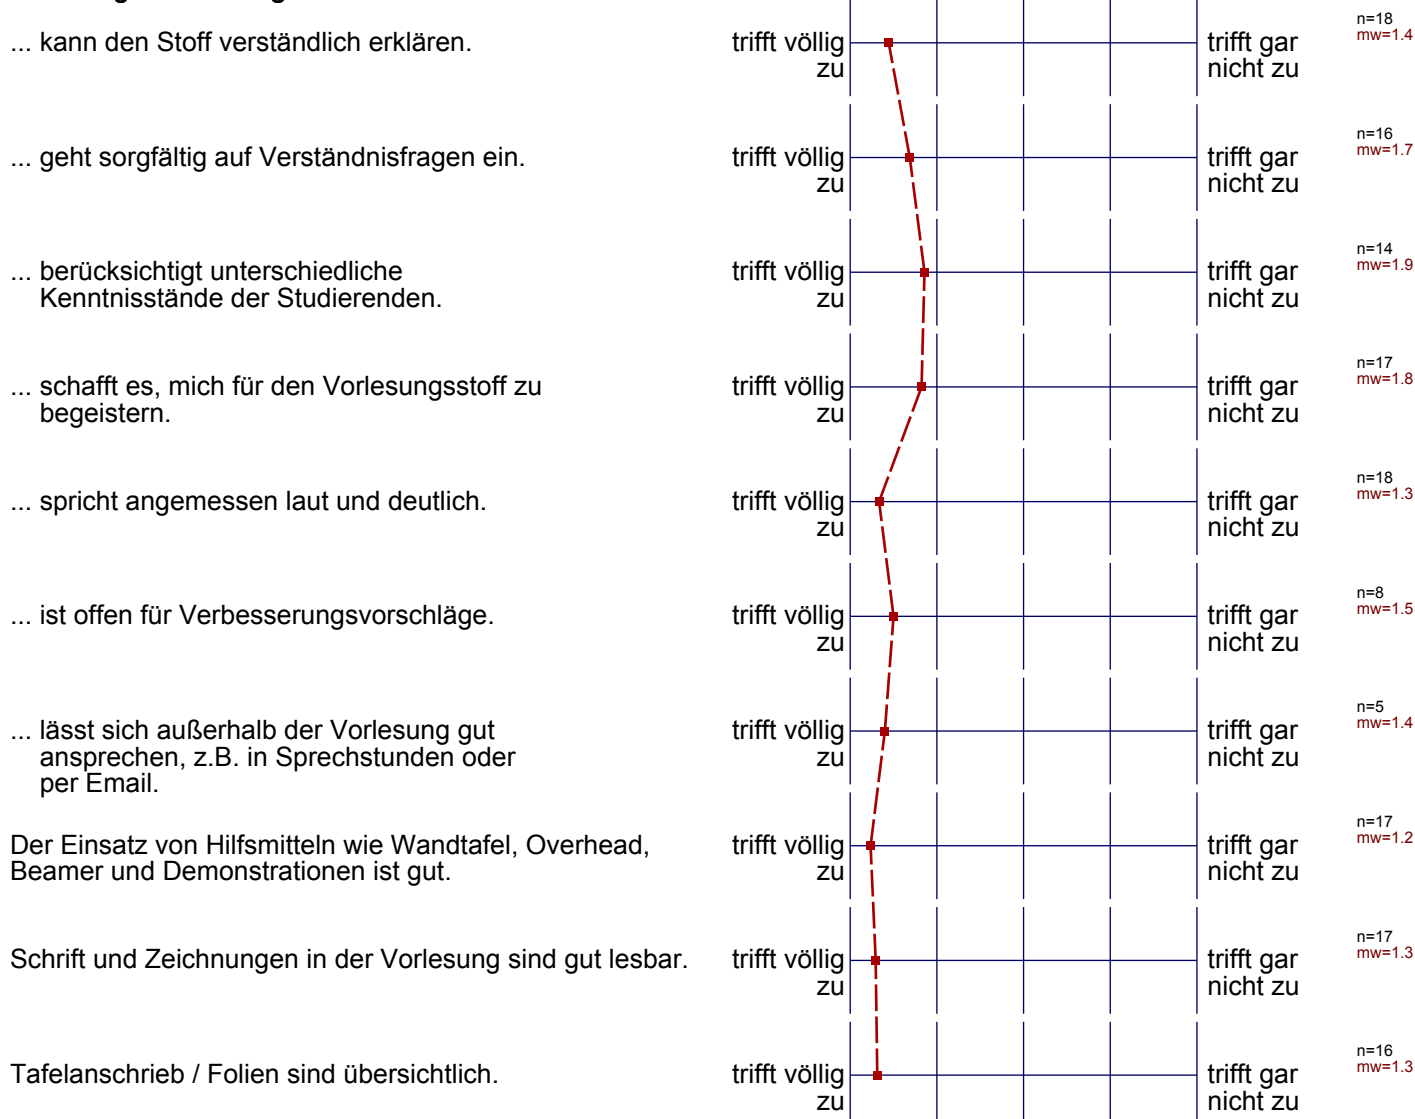 ... kann den Stoff verständlich erklären.
trifft völlig
zu
trifft gar
nicht zu
n=18
mw=1.4
... geht sorgfältig auf Verständnisfragen ein.
trifft völlig
zu
trifft gar
nicht zu
n=16
mw=1.7
... berücksichtigt unterschiedliche
Kenntnisstände der Studierenden.
trifft völlig
zu
trifft gar
nicht zu
n=14
mw=1.9
... schafft es, mich für den Vorlesungsstoff zu
begeistern.
trifft völlig
zu
trifft gar
nicht zu
n=17
mw=1.8
... spricht angemessen laut und deutlich.
trifft völlig
zu
trifft gar
nicht zu
n=18
mw=1.3
... ist offen für Verbesserungsvorschläge.
trifft völlig
zu
trifft gar
nicht zu
n=8
mw=1.5
... lässt sich außerhalb der Vorlesung gut
ansprechen, z.B. in Sprechstunden oder
per Email.
trifft völlig
zu
trifft gar
nicht zu
n=5
mw=1.4
Der Einsatz von Hilfsmitteln wie Wandtafel, Overhead,
Beamer und Demonstrationen ist gut.
trifft völlig
zu
trifft gar
nicht zu
n=17
mw=1.2
Schrift und Zeichnungen in der Vorlesung sind gut lesbar.
trifft völlig
zu
trifft gar
nicht zu
n=17
mw=1.3
Tafelanschrieb / Folien sind übersichtlich.
trifft völlig
zu
trifft gar
nicht zu
n=16
mw=1.3